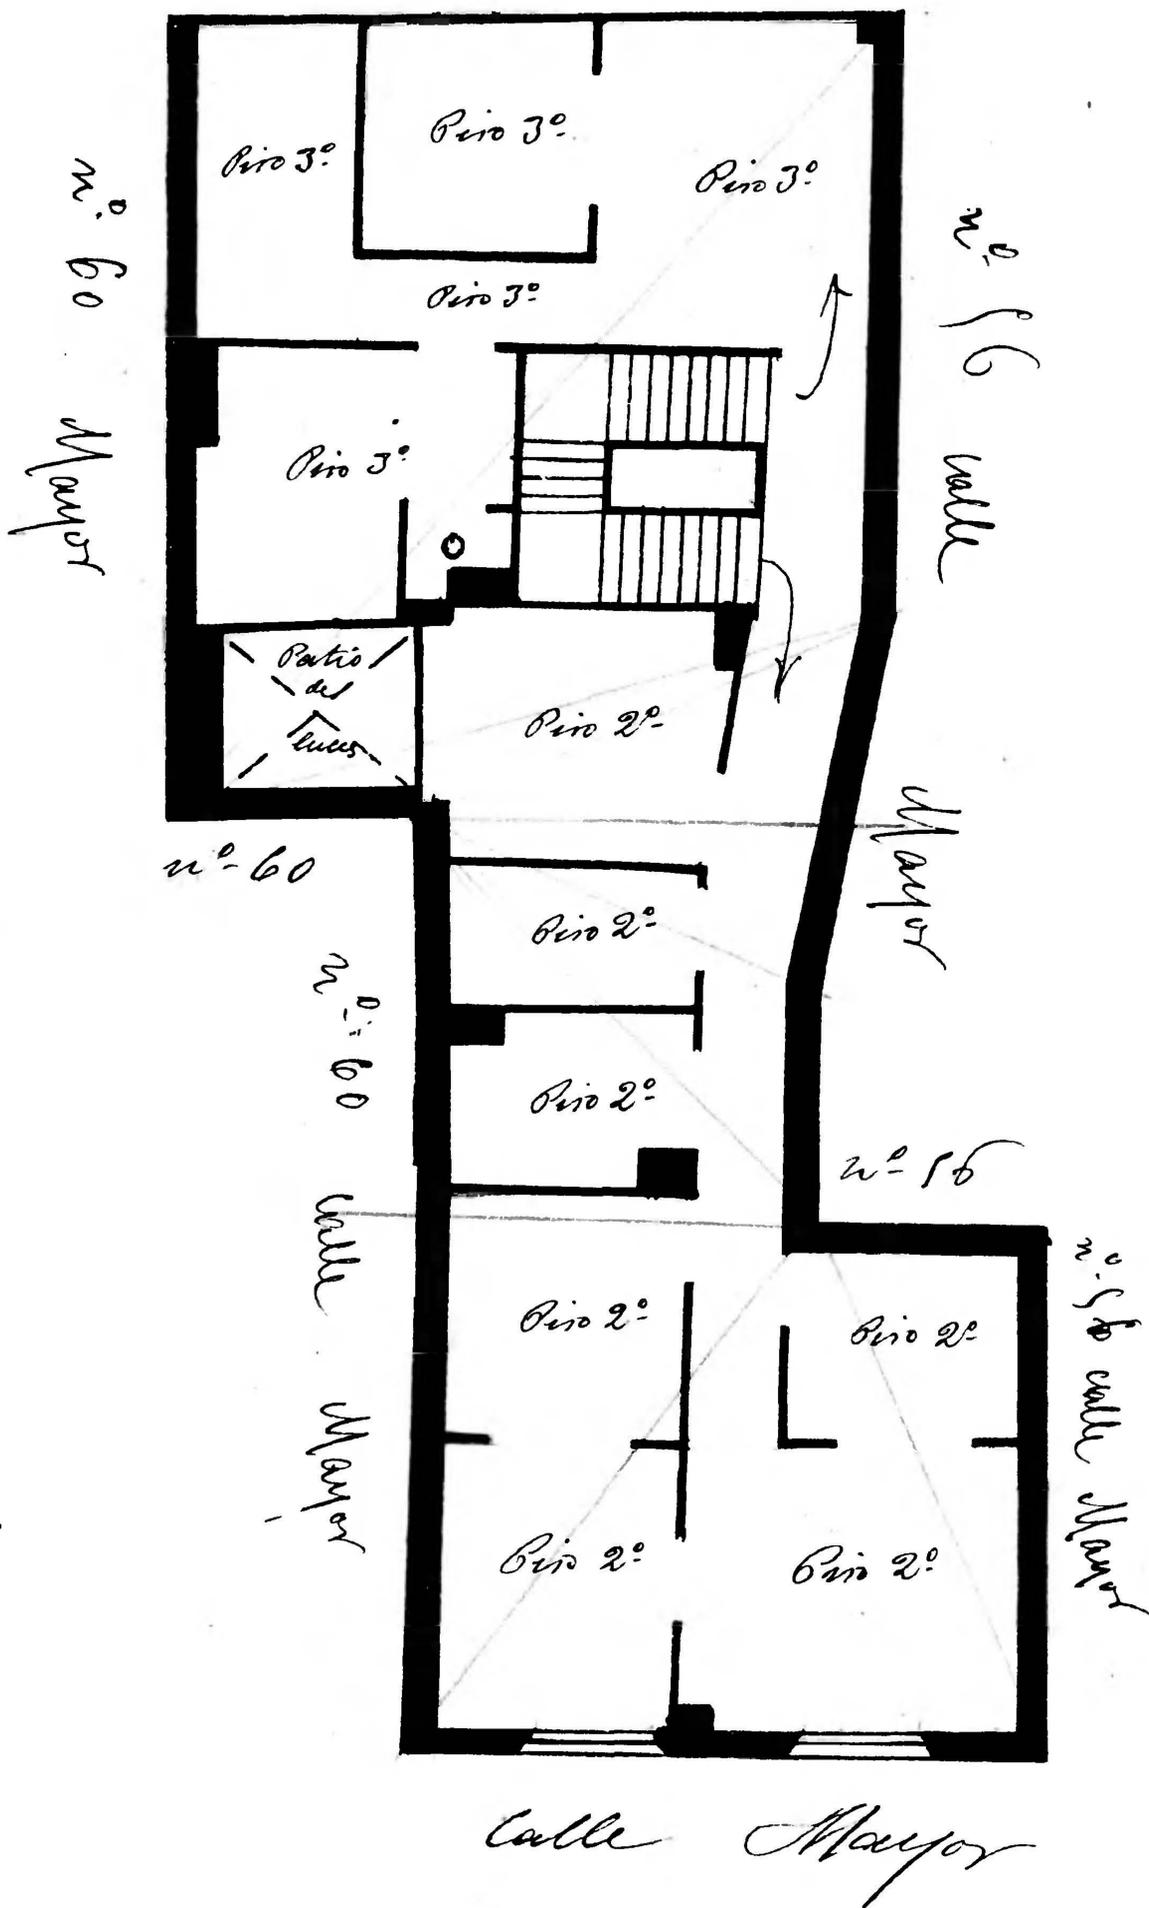 Piso 3º
Piso 3º
Piso 3º
Piso 3º
Piso 3º
nº 60 Mayor
nº 56 calle Mayor
Patio
de
luces
Piso 2º
nº 60
Piso 2º
nº 60 calle Mayor
Piso 2º
nº 56
nº 56 calle Mayor
Piso 2º
Piso 2º
Piso 2º
Piso 2º
Calle Mayor